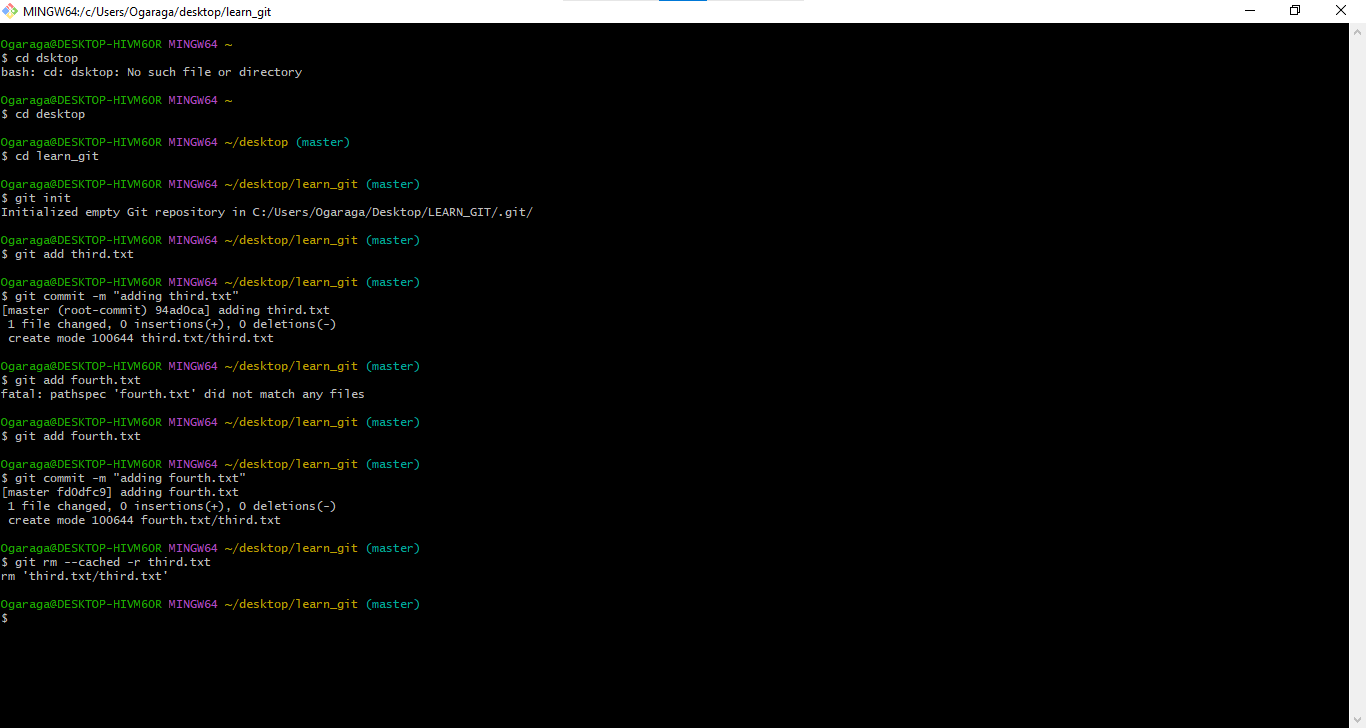 MINGW64:/c/Users/Ogaraga/desktop/learn_git
Ogaraga@DESKTOP-HIVM6OR MINGW64 ~
$ cd dsktop
bash: cd: dsktop: No such file or directory
Ogaraga@DESKTOP-HIVM6OR MINGW64 ~
$ cd desktop
Ogaraga@DESKTOP-HIVM6OR MINGW64 ~/desktop (master)
$ cd learn_git
Ogaraga@DESKTOP-HIVM6OR MINGW64 ~/desktop/learn_git (master)
$ git init
Initialized empty Git repository in C:/Users/Ogaraga/Desktop/LEARN_GIT/.git/
Ogaraga@DESKTOP-HIVM6OR MINGW64 ~/desktop/learn_git (master)
$ git add third.txt
Ogaraga@DESKTOP-HIVM6OR MINGW64 ~/desktop/learn_git (master)
$ git commit -m "adding third.txt"
[master (root-commit) 94ad0ca] adding third.txt
 1 file changed, 0 insertions(+), 0 deletions(-)
 create mode 100644 third.txt/third.txt
Ogaraga@DESKTOP-HIVM6OR MINGW64 ~/desktop/learn_git (master)
$ git add fourth.txt
fatal: pathspec 'fourth.txt' did not match any files
Ogaraga@DESKTOP-HIVM6OR MINGW64 ~/desktop/learn_git (master)
$ git add fourth.txt
Ogaraga@DESKTOP-HIVM6OR MINGW64 ~/desktop/learn_git (master)
$ git commit -m "adding fourth.txt"
[master fd0dfc9] adding fourth.txt
 1 file changed, 0 insertions(+), 0 deletions(-)
 create mode 100644 fourth.txt/third.txt
Ogaraga@DESKTOP-HIVM6OR MINGW64 ~/desktop/learn_git (master)
$ git rm --cached -r third.txt
rm 'third.txt/third.txt'
Ogaraga@DESKTOP-HIVM6OR MINGW64 ~/desktop/learn_git (master)
$